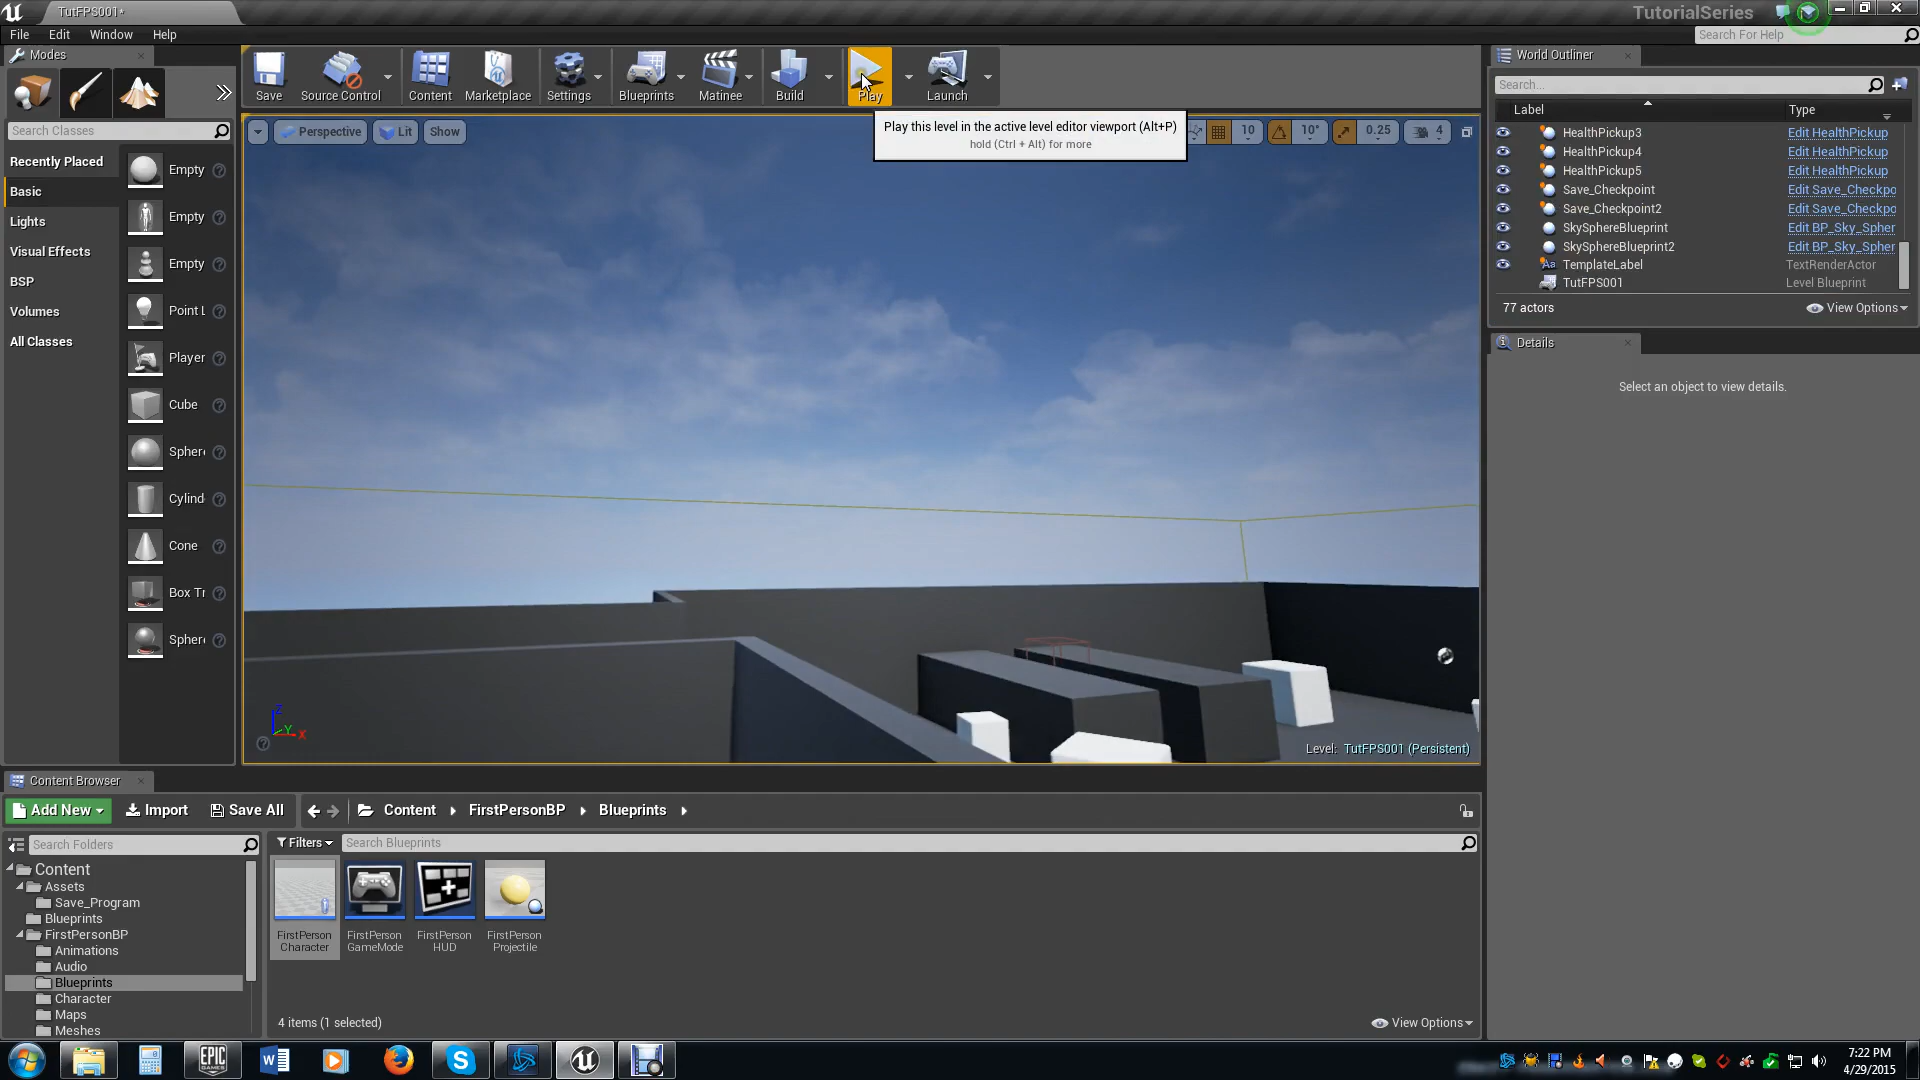 TutFPS001*
TutorialSeries
File Edit Window Help
Search For Help
Modes
Save
Source Control
Content
Marketplace
Settings
Blueprints
Matinee
Build
Play
Launch
World Outliner
Search...
Label Type
Search Classes
Perspective Lit Show
Play this level in the active level editor viewport (Alt+P)
hold (Ctrl + Alt) for more
10 10° 0.25 4
HealthPickup3 Edit HealthPickup
HealthPickup4 Edit HealthPickup
HealthPickup5 Edit HealthPickup
Save_Checkpoint Edit Save_Checkpo
Save_Checkpoint2 Edit Save_Checkpo
SkySphereBlueprint Edit BP_Sky_Spher
SkySphereBlueprint2 Edit BP_Sky_Spher
TemplateLabel TextRenderActor
TutFPS001 Level Blueprint
77 actors View Options
Details
Select an object to view details.
Recently Placed
Basic
Lights
Visual Effects
BSP
Volumes
All Classes
Empty
Empty
Empty
Point L
Player
Cube
Sphere
Cylind
Cone
Box Tr
Sphere
Z
Y
X
Level: TutFPS001 (Persistent)
Content Browser
Add New Import Save All Content FirstPersonBP Blueprints
Search Folders
Filters Search Blueprints
Content
Assets
Save_Program
Blueprints
FirstPersonBP
Animations
Audio
Blueprints
Character
Maps
Meshes
FirstPerson
Character
FirstPerson
GameMode
FirstPerson
HUD
FirstPerson
Projectile
4 items (1 selected) View Options
EPIC
GAMES
W
S
7:22 PM
4/29/2015